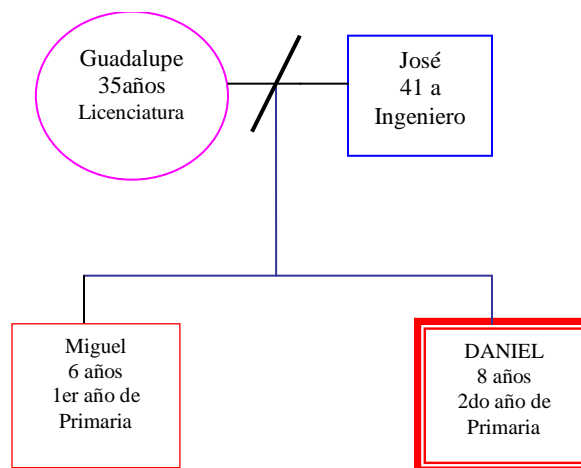 Guadalupe
35años
Licenciatura
José
41 a
Ingeniero
Miguel
6 años
1er año de
Primaria
DANIEL
8 años
2do año de
Primaria